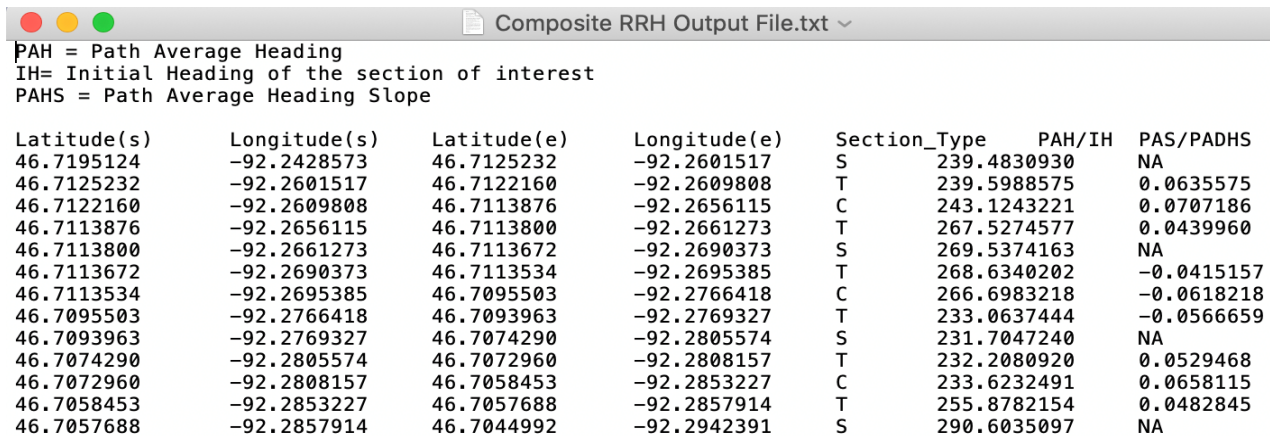 Composite RRH Output File.txt
PAH = Path Average Heading
IH= Initial Heading of the section of interest
PAHS = Path Average Heading Slope
Latitude(s) Longitude(s) Latitude(e) Longitude(e) Section_Type PAH/IH PAS/PADHS
46.7195124 -92.2428573 46.7125232 -92.2601517 S 239.4830930 NA
46.7125232 -92.2601517 46.7122160 -92.2609808 T 239.5988575 0.0635575
46.7122160 -92.2609808 46.7113876 -92.2656115 C 243.1243221 0.0707186
46.7113876 -92.2656115 46.7113800 -92.2661273 T 267.5274577 0.0439960
46.7113800 -92.2661273 46.7113672 -92.2690373 S 269.5374163 NA
46.7113672 -92.2690373 46.7113534 -92.2695385 T 268.6340202 -0.0415157
46.7113534 -92.2695385 46.7095503 -92.2766418 C 266.6983218 -0.0618218
46.7095503 -92.2766418 46.7093963 -92.2769327 T 233.0637444 -0.0566659
46.7093963 -92.2769327 46.7074290 -92.2805574 S 231.7047240 NA
46.7074290 -92.2805574 46.7072960 -92.2808157 T 232.2080920 0.0529468
46.7072960 -92.2808157 46.7058453 -92.2853227 C 233.6232491 0.0658115
46.7058453 -92.2853227 46.7057688 -92.2857914 T 255.8782154 0.0482845
46.7057688 -92.2857914 46.7044992 -92.2942391 S 290.6035097 NA